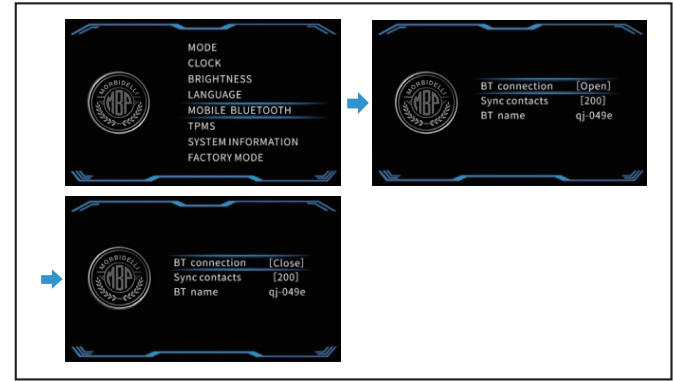 MORBIDELLI
MBP
MODE
CLOCK
BRIGHTNESS
LANGUAGE
MOBILE BLUETOOTH
TPMS
SYSTEM INFORMATION
FACTORY MODE
MORBIDELLI
MBP
BT connection [Open]
Sync contacts [200]
BT name qj-049e
MORBIDELLI
MBP
BT connection [Close]
Sync contacts [200]
BT name qj-049e